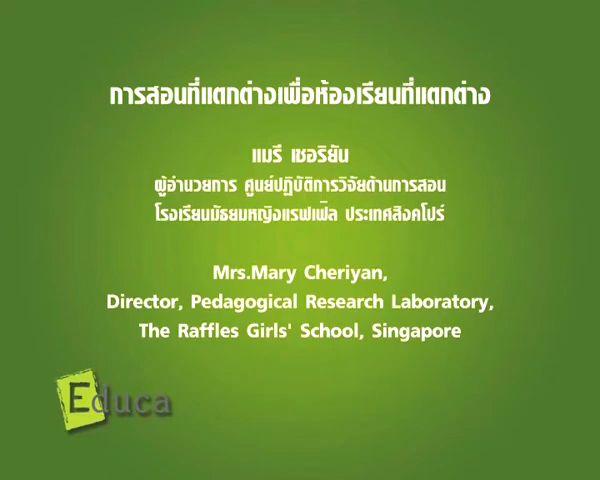 การสอนที่แตกต่างเพื่อห้องเรียนที่แตกต่าง
แมรี เชอริยัน
ผู้อำนวยการ ศูนย์ปฏิบัติการวิจัยด้านการสอน
โรงเรียนมัธยมหญิงแรฟเฟิล ประเทศสิงคโปร์
Mrs.Mary Cheriyan,
Director, Pedagogical Research Laboratory,
The Raffles Girls' School, Singapore
Educa